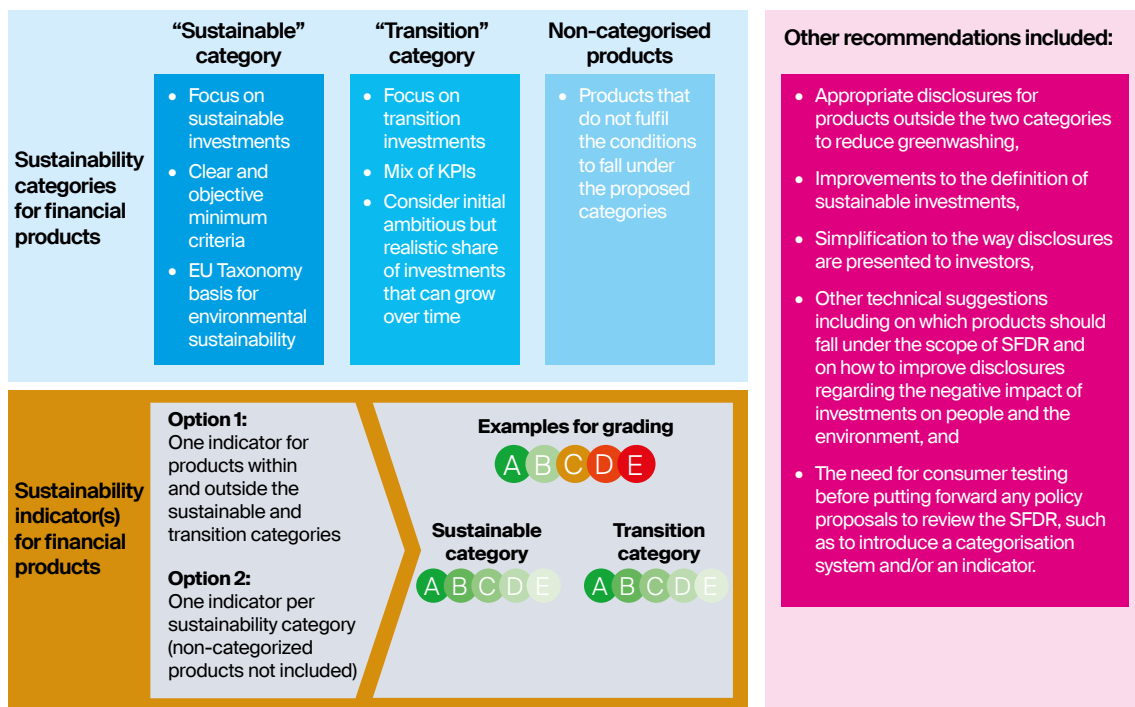 “Sustainable”
category
“Transition”
category
Non-categorised
products
Sustainability
categories
for financial
products
• Focus on
sustainable
investments
• Clear and
objective
minimum
criteria
• EU Taxonomy
basis for
environmental
sustainability
• Focus on
transition
investments
• Mix of KPIs
• Consider initial
ambitious but
realistic share
of investments
that can grow
over time
• Products that
do not fulfil
the conditions
to fall under
the proposed
categories
Sustainability
indicator(s)
for financial
products
Option 1:
One indicator for
products within
and outside the
sustainable and
transition categories
Option 2:
One indicator per
sustainability category
(non-categorized
products not included)
Examples for grading
A B C D E
Sustainable
category
A B C D E
Transition
category
A B C D E
Other recommendations included:
• Appropriate disclosures for
products outside the two categories
to reduce greenwashing,
• Improvements to the definition of
sustainable investments,
• Simplification to the way disclosures
are presented to investors,
• Other technical suggestions
including on which products should
fall under the scope of SFDR and
on how to improve disclosures
regarding the negative impact of
investments on people and the
environment, and
• The need for consumer testing
before putting forward any policy
proposals to review the SFDR, such
as to introduce a categorisation
system and/or an indicator.